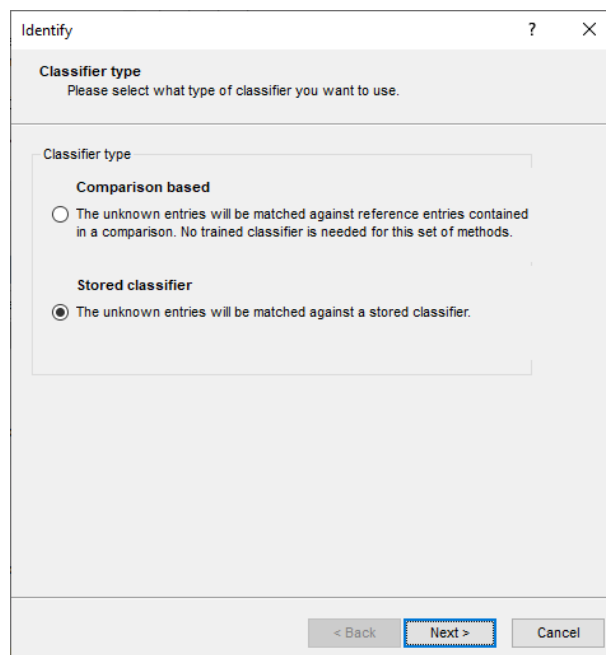 Identify
?
Classifier type
Please select what type of classifier you want to use.
Classifier type
Comparison based
The unknown entries will be matched against reference entries contained
in a comparison. No trained classifier is needed for this set of methods.
Stored classifier
The unknown entries will be matched against a stored classifier.
< Back Next > Cancel